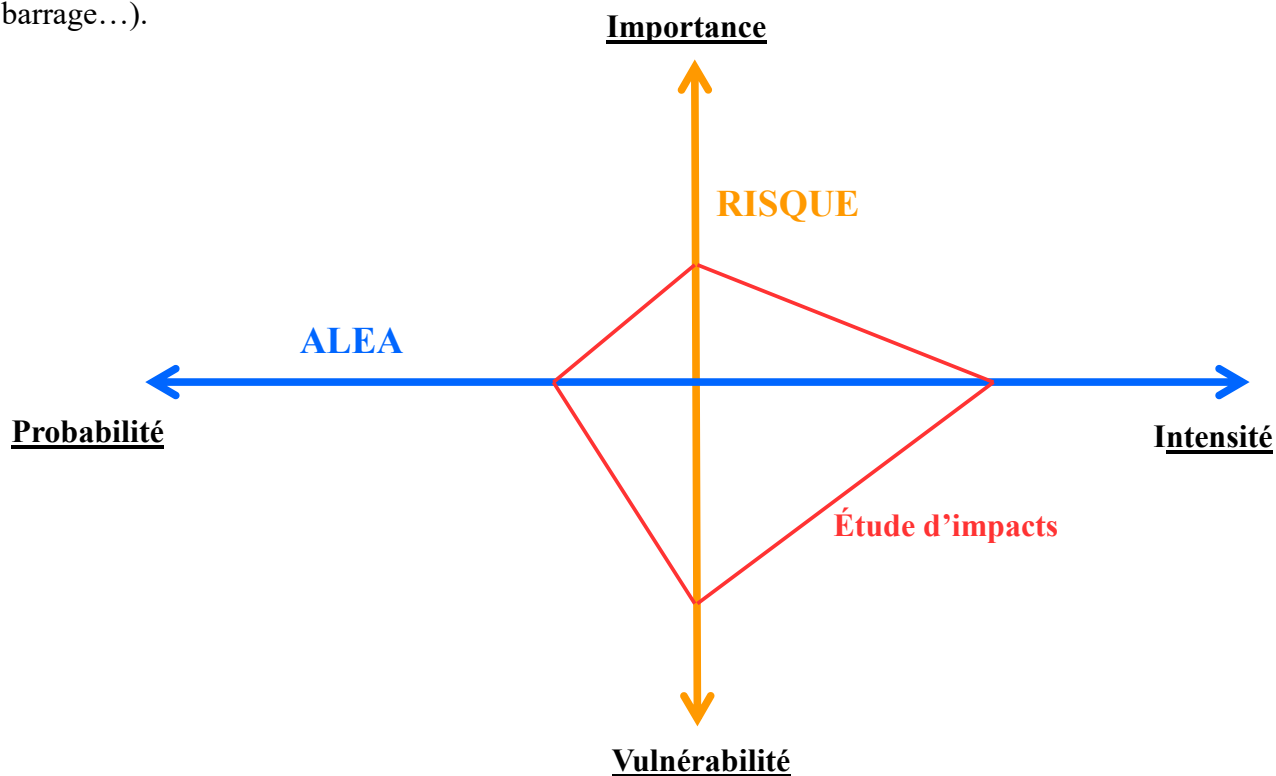 barrage…).
Importance
RISQUE
ALEA
Probabilité
Intensité
Étude d’impacts
Vulnérabilité